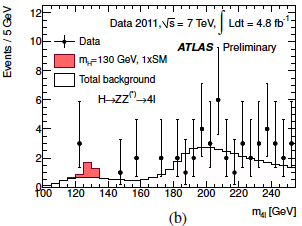 Events / 5 GeV
12
10
8
6
4
2
0
Data 2011, √s = 7 TeV, ∫ Ldt = 4.8 fb⁻¹
Data
ATLAS Preliminary
m_H=130 GeV, 1xSM
Total background
H→ZZ^(*)→4l
100 120 140 160 180 200 220 240
m_4l [GeV]
(b)